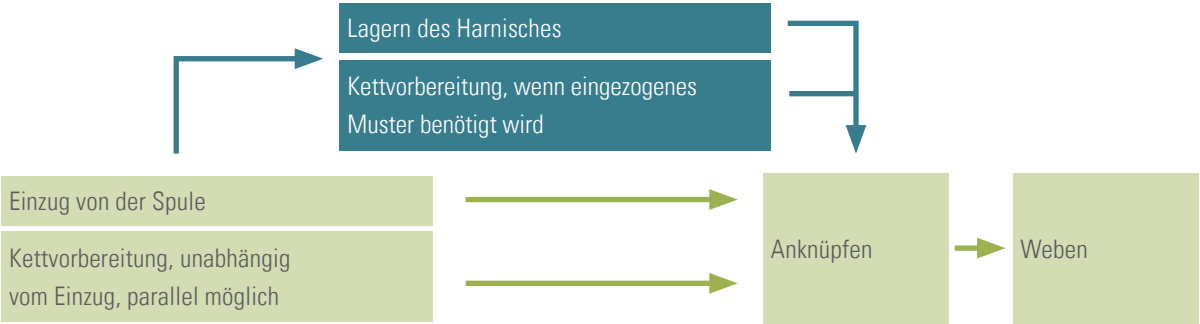 Lagern des Harnisches
Kettvorbereitung, wenn eingezogenes
Muster benötigt wird
Einzug von der Spule
Kettvorbereitung, unabhängig
vom Einzug, parallel möglich
Anknüpfen
Weben